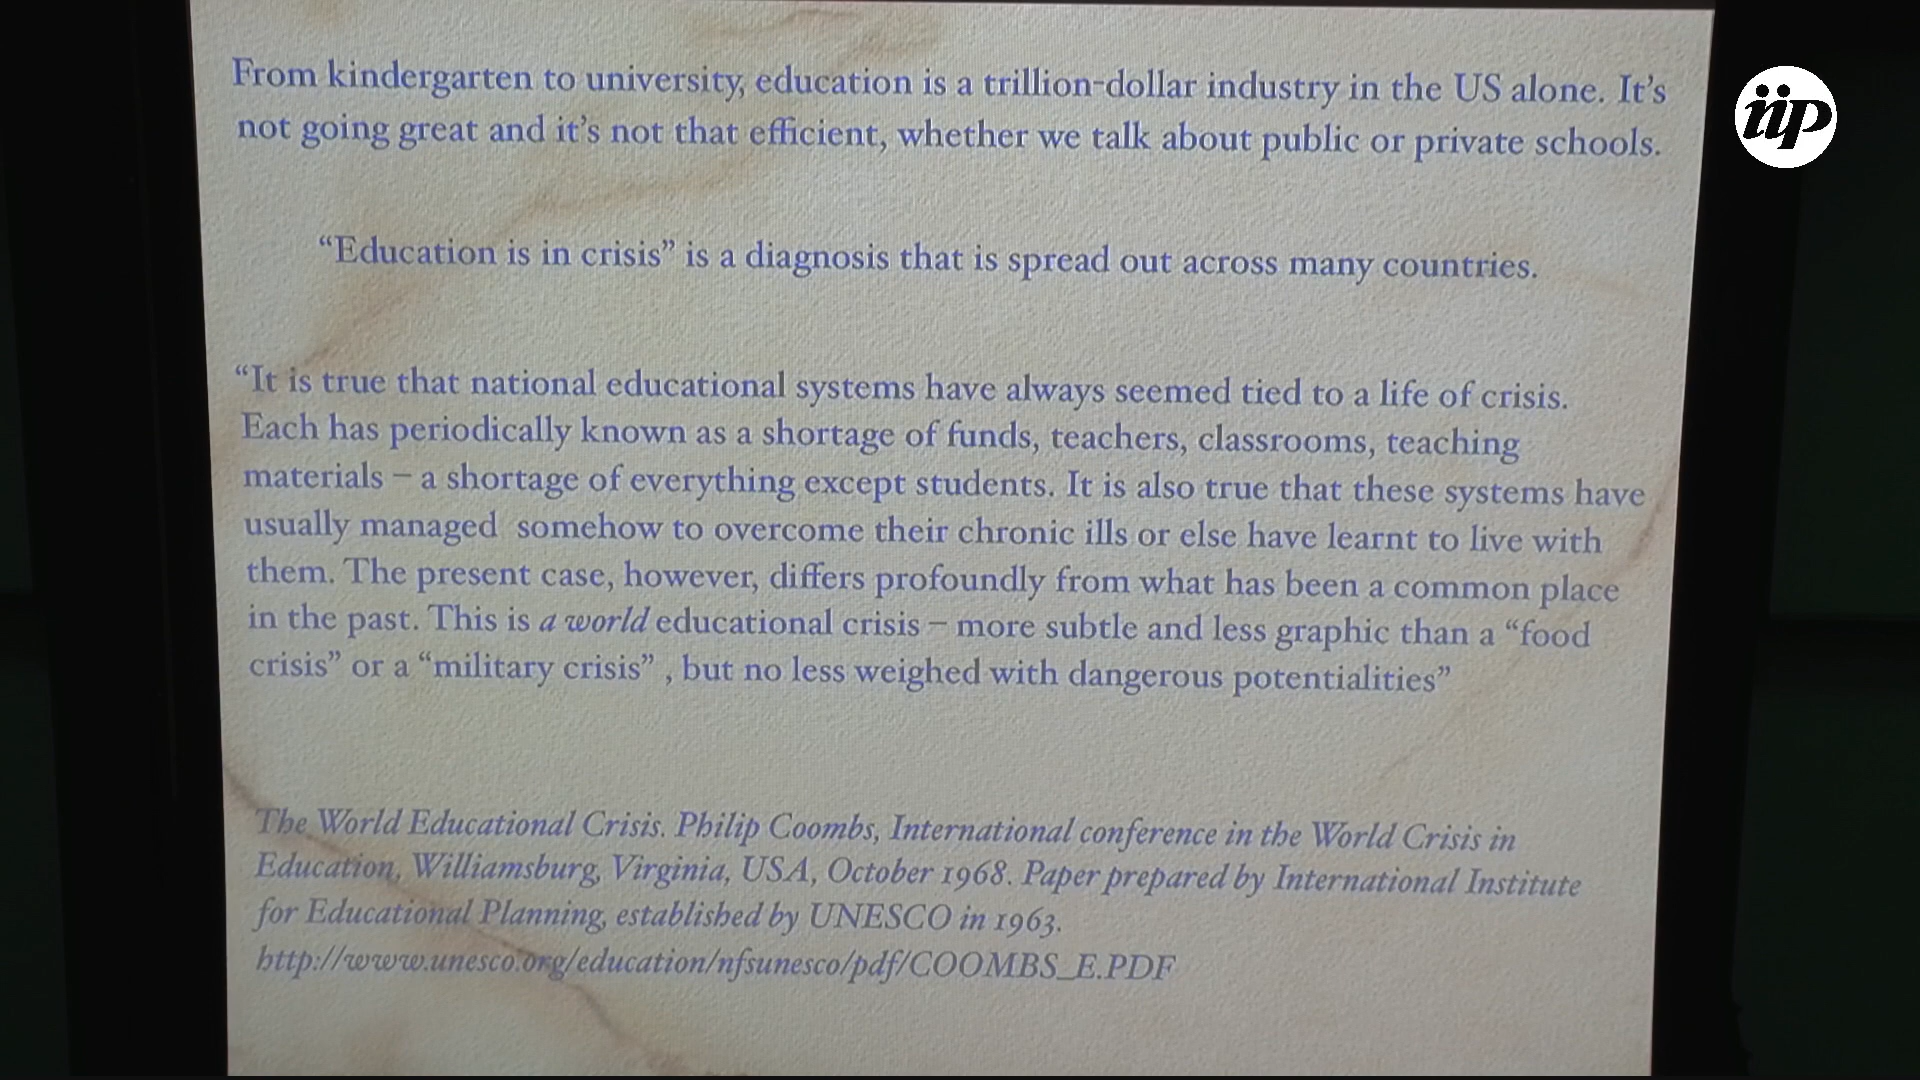 From kindergarten to university, education is a trillion-dollar industry in the US alone. It's
not going great and it's not that efficient, whether we talk about public or private schools.
“Education is in crisis” is a diagnosis that is spread out across many countries.
“It is true that national educational systems have always seemed tied to a life of crisis.
Each has periodically known as a shortage of funds, teachers, classrooms, teaching
materials – a shortage of everything except students. It is also true that these systems have
usually managed somehow to overcome their chronic ills or else have learnt to live with
them. The present case, however, differs profoundly from what has been a common place
in the past. This is a world educational crisis – more subtle and less graphic than a “food
crisis” or a “military crisis” , but no less weighed with dangerous potentialities”
The World Educational Crisis. Philip Coombs, International conference in the World Crisis in
Education, Williamsburg, Virginia, USA, October 1968. Paper prepared by International Institute
for Educational Planning, established by UNESCO in 1963.
http://www.unesco.org/education/nfsunesco/pdf/COOMBS_E.PDF
iip